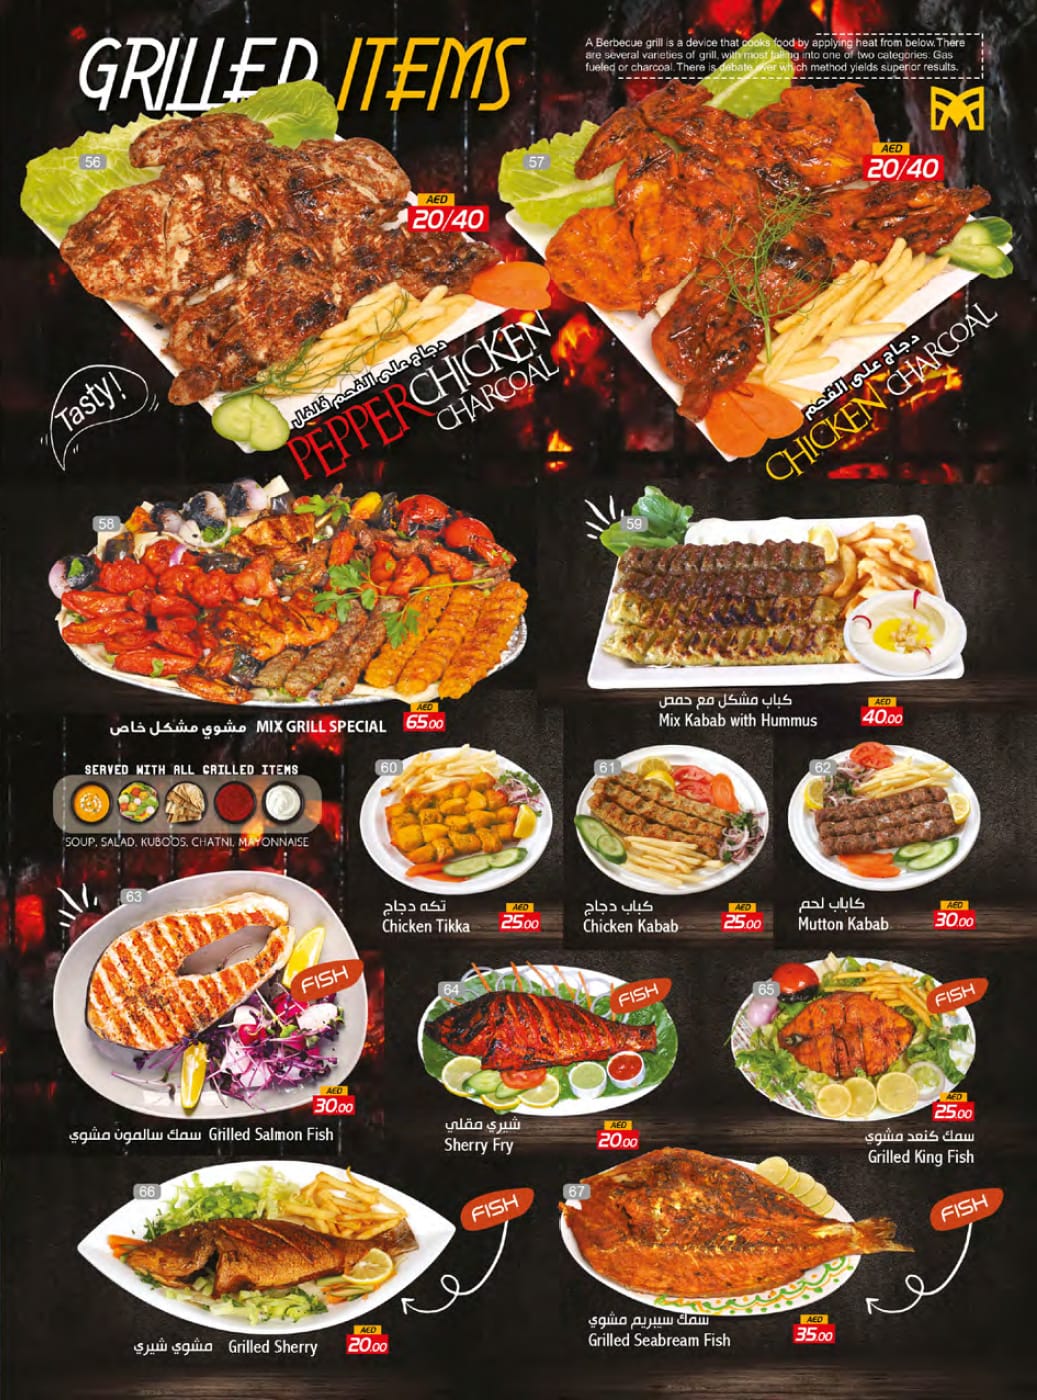 GRILLED ITEMS
A Berbecue grill is a device that cooks food by applying heat from below.There
are several varieties of grill, with most falling into one of two categories: Gas
fueled or charcoal.There is debate over which method yields superior results.
56
AED
20/40
دجاج على الفحم فلفل
PEPPER CHICKEN
CHARCOAL
Tasty!
57
AED
20/40
دجاج على الفحم
CHICKEN CHARCOAL
58
مشوي مشكل خاص MIX GRILL SPECIAL
AED
65.00
59
كباب مشكل مع حمص
Mix Kabab with Hummus
AED
40.00
SERVED WITH ALL GRILLED ITEMS
SOUP, SALAD, KUBOOS, CHATNI, MAYONNAISE
60
تكه دجاج
Chicken Tikka
AED
25.00
61
كباب دجاج
Chicken Kabab
AED
25.00
62
كاباب لحم
Mutton Kabab
AED
30.00
63
FISH
AED
30.00
سمك سالمون مشوي Grilled Salmon Fish
64
FISH
شيري مقلي
Sherry Fry
AED
20.00
65
FISH
AED
25.00
سمك كنعد مشوي
Grilled King Fish
66
FISH
مشوي شيري Grilled Sherry
AED
20.00
67
FISH
سمك سيبريم مشوي
Grilled Seabream Fish
AED
35.00